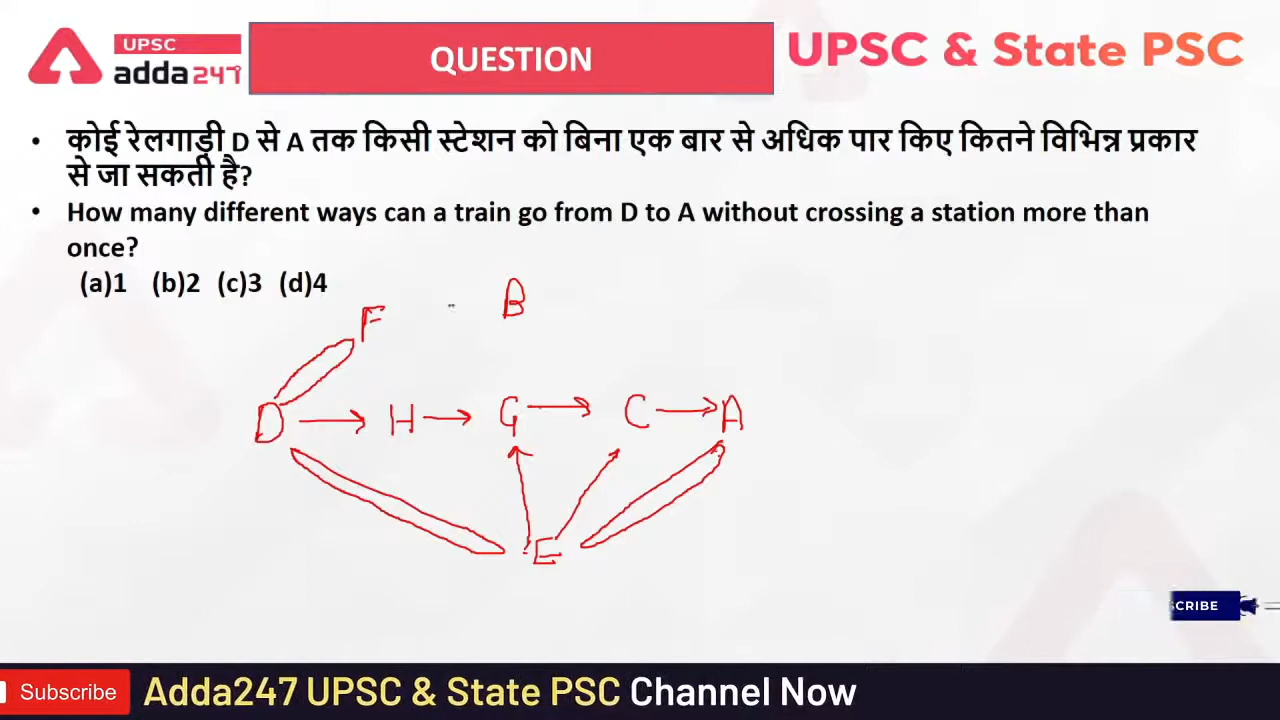 UPSC
adda247
QUESTION
UPSC & State PSC
• कोई रेलगाड़ी D से A तक किसी स्टेशन को बिना एक बार से अधिक पार किए कितने विभिन्न प्रकार
से जा सकती है?
• How many different ways can a train go from D to A without crossing a station more than
once?
(a)1 (b)2 (c)3 (d)4
B
F
D → H → G → C → A
E
SCRIBE
Subscribe Adda247 UPSC & State PSC Channel Now